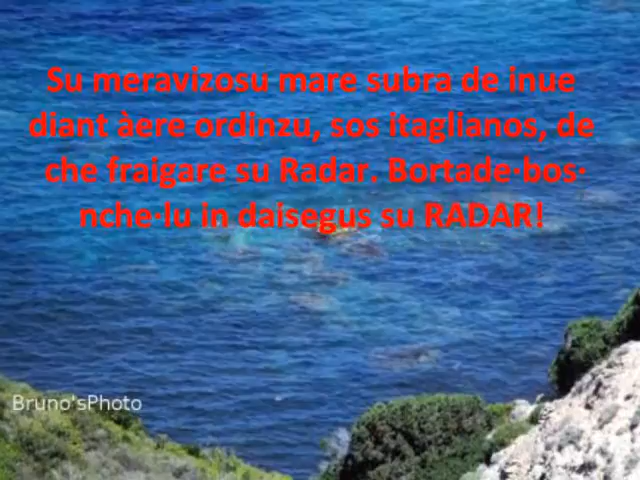 Su meravizosu mare subra de inue
diant àere ordinzu, sos itaglianos, de
che fraigare su Radar. Bortade·bos·
nche·lu in daisegus su RADAR!
Bruno'sPhoto